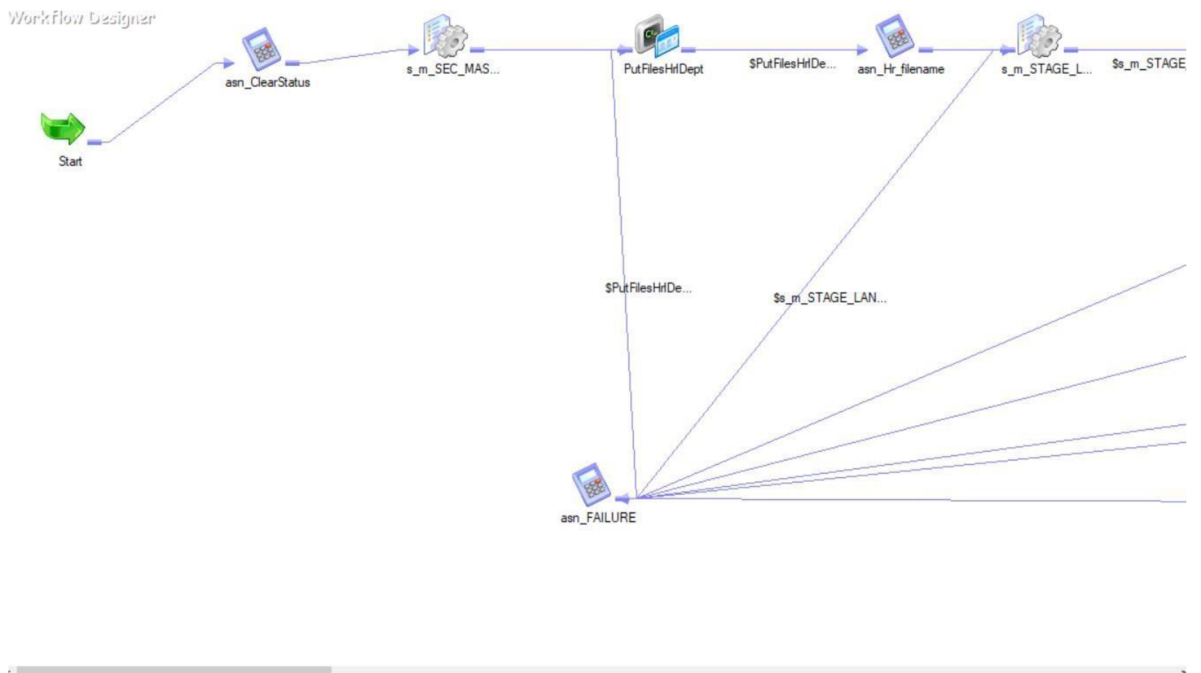 Workflow Designer
Start
asn_ClearStatus
s_m_SEC_MAS...
PutFilesHrlDept
$PutFilesHrlDe...
asn_Hr_filename
s_m_STAGE_L...
$s_m_STAGE_
$PutFilesHrlDe...
$s_m_STAGE_LAN...
asn_FAILURE